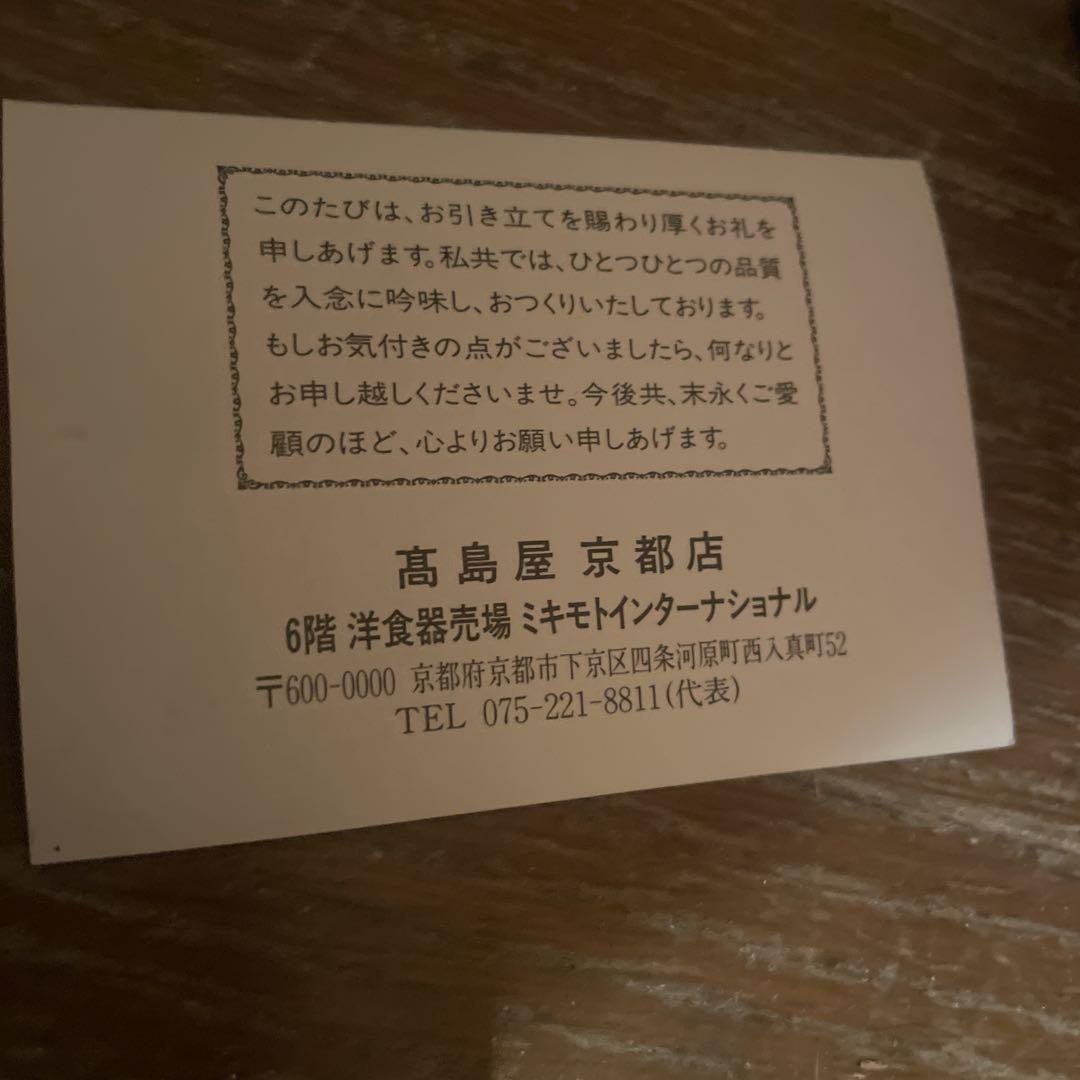 このたびは、お引き立てを賜わり厚くお礼を
申しあげます。私共では、ひとつひとつの品質
を入念に吟味し、おつくりいたしております。
もしお気付きの点がございましたら、何なりと
お申し越しくださいませ。今後共、末永くご愛
顧のほど、心よりお願い申しあげます。
髙島屋 京都店
6階 洋食器売場 ミキモトインターナショナル
〒600-0000 京都府京都市下京区四条河原町西入真町52
TEL 075-221-8811(代表)